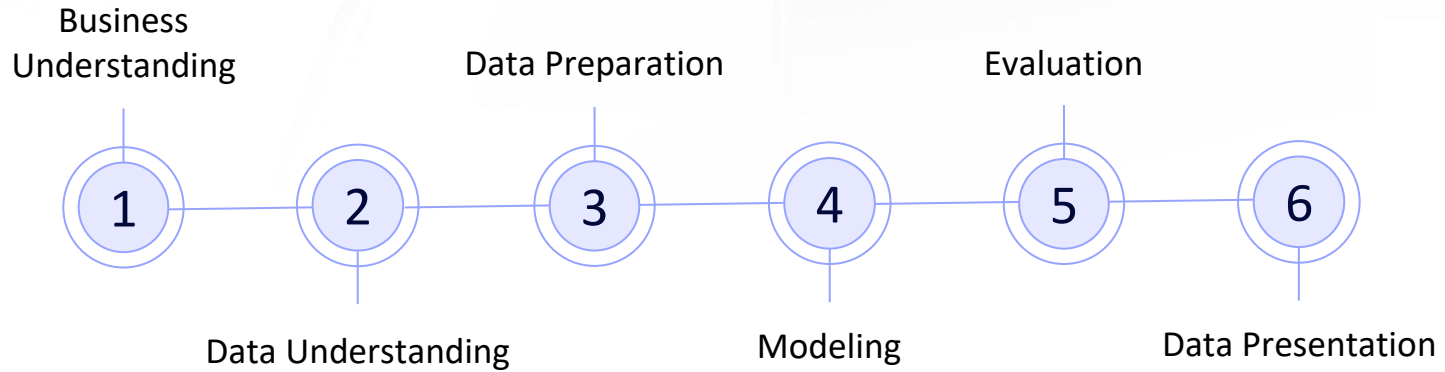 Business
Understanding
Data Preparation
Evaluation
1
2
3
4
5
6
Data Understanding
Modeling
Data Presentation